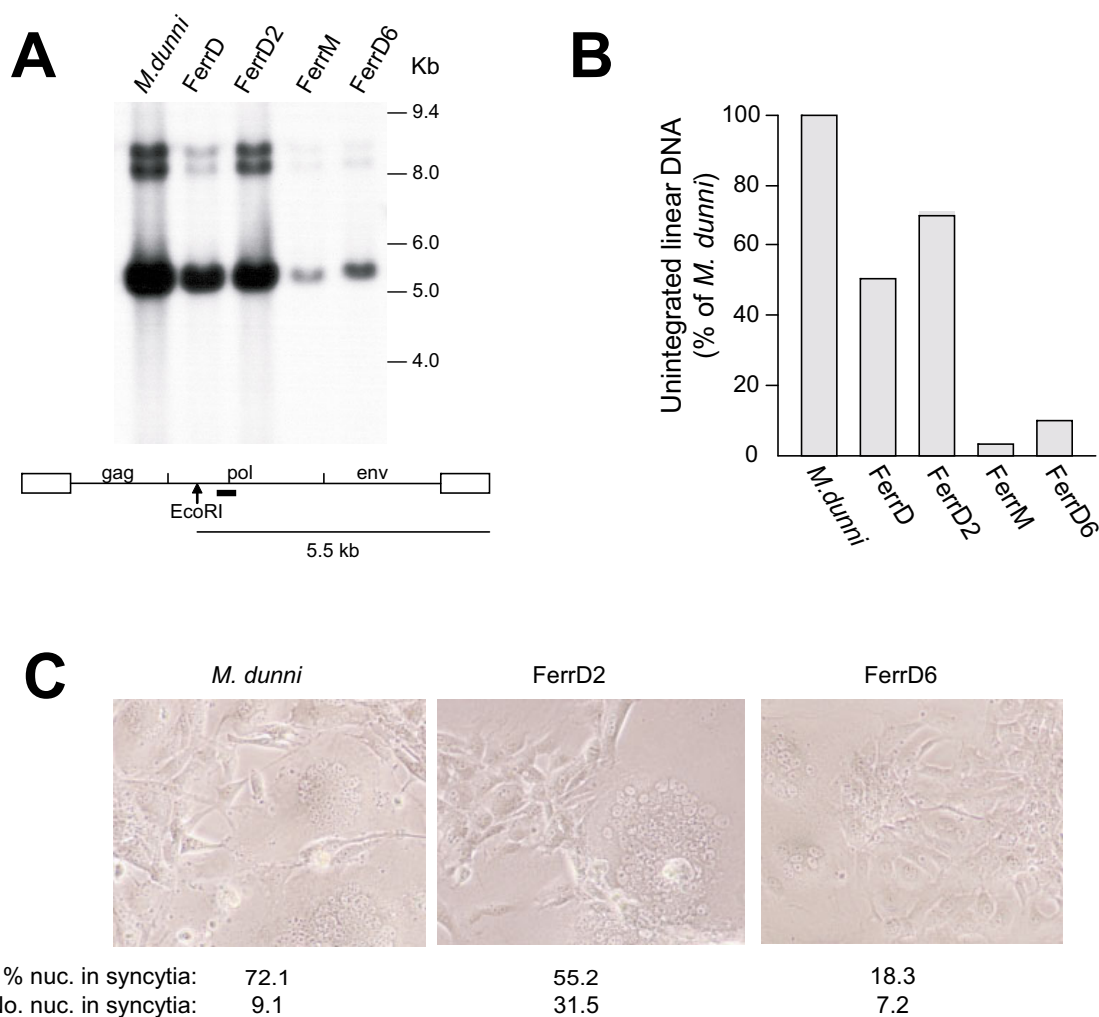 A
M.dunni FerrD FerrD2 FerrM FerrD6 Kb
9.4
8.0
6.0
5.0
4.0
gag pol env
EcoRI
5.5 kb
B
Unintegrated linear DNA
(% of M. dunni)
100
80
60
40
20
0
M.dunni FerrD FerrD2 FerrM FerrD6
C
M. dunni FerrD2 FerrD6
% nuc. in syncytia: 72.1 55.2 18.3
lo. nuc. in syncytia: 9.1 31.5 7.2